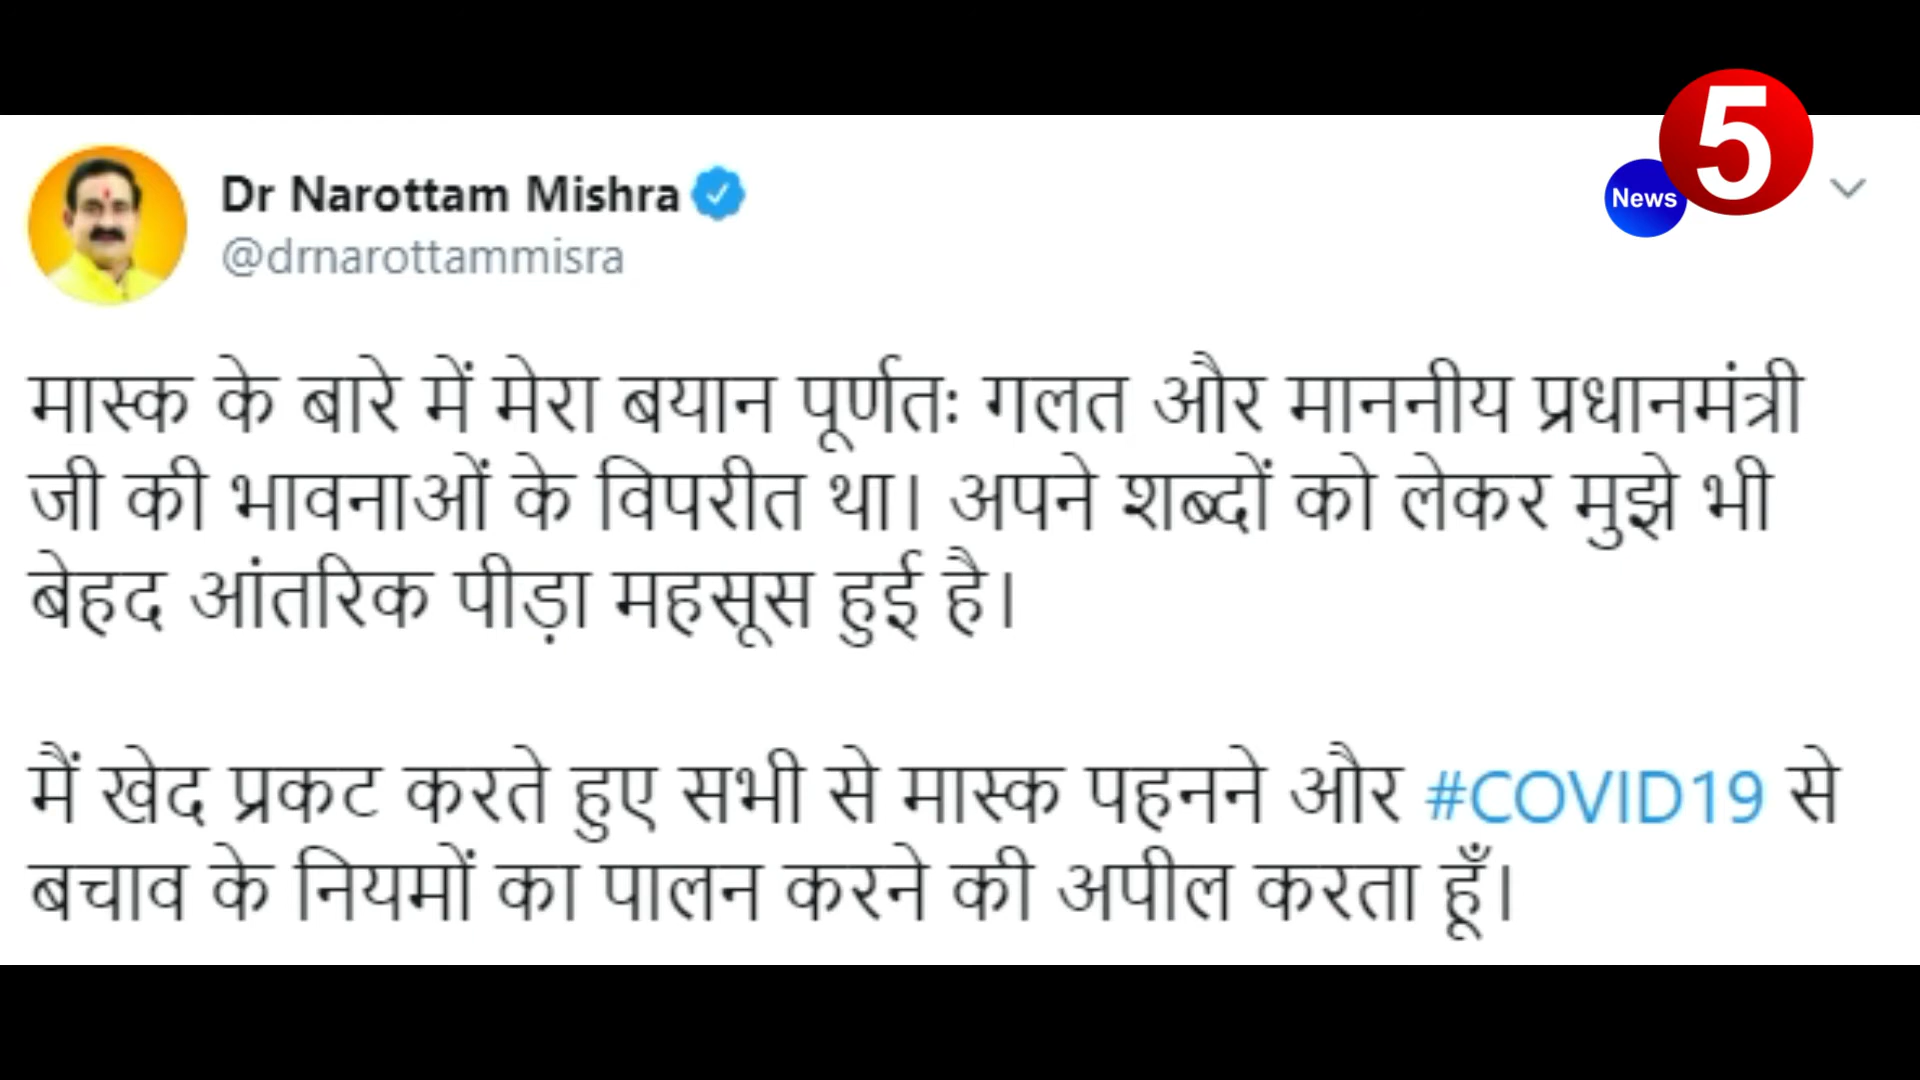 5
News
Dr Narottam Mishra
@drnarottammisra
मास्क के बारे में मेरा बयान पूर्णतः गलत और माननीय प्रधानमंत्री
जी की भावनाओं के विपरीत था। अपने शब्दों को लेकर मुझे भी
बेहद आंतरिक पीड़ा महसूस हुई है।
मैं खेद प्रकट करते हुए सभी से मास्क पहनने और #COVID19 से
बचाव के नियमों का पालन करने की अपील करता हूँ।